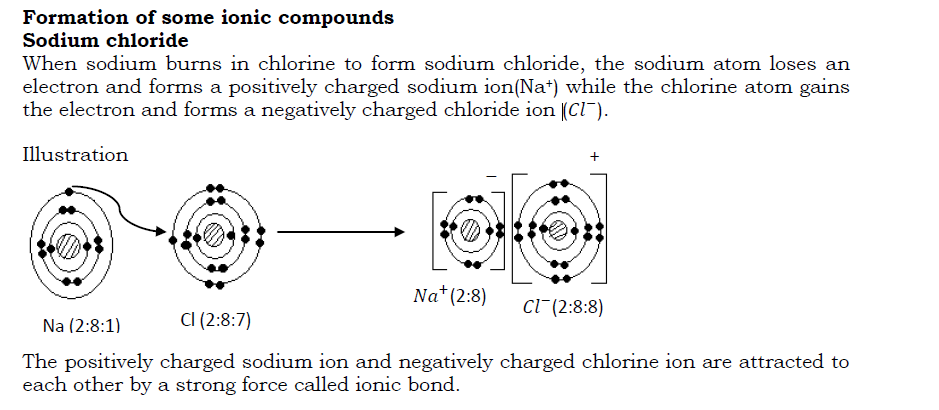 Formation of some ionic compounds
Sodium chloride
When sodium burns in chlorine to form sodium chloride, the sodium atom loses an
electron and forms a positively charged sodium ion(Na⁺) while the chlorine atom gains
the electron and forms a negatively charged chloride ion (Cl⁻).
Illustration
− +
Na (2:8:1)
Cl (2:8:7)
Na⁺(2:8)
Cl⁻(2:8:8)
The positively charged sodium ion and negatively charged chlorine ion are attracted to
each other by a strong force called ionic bond.